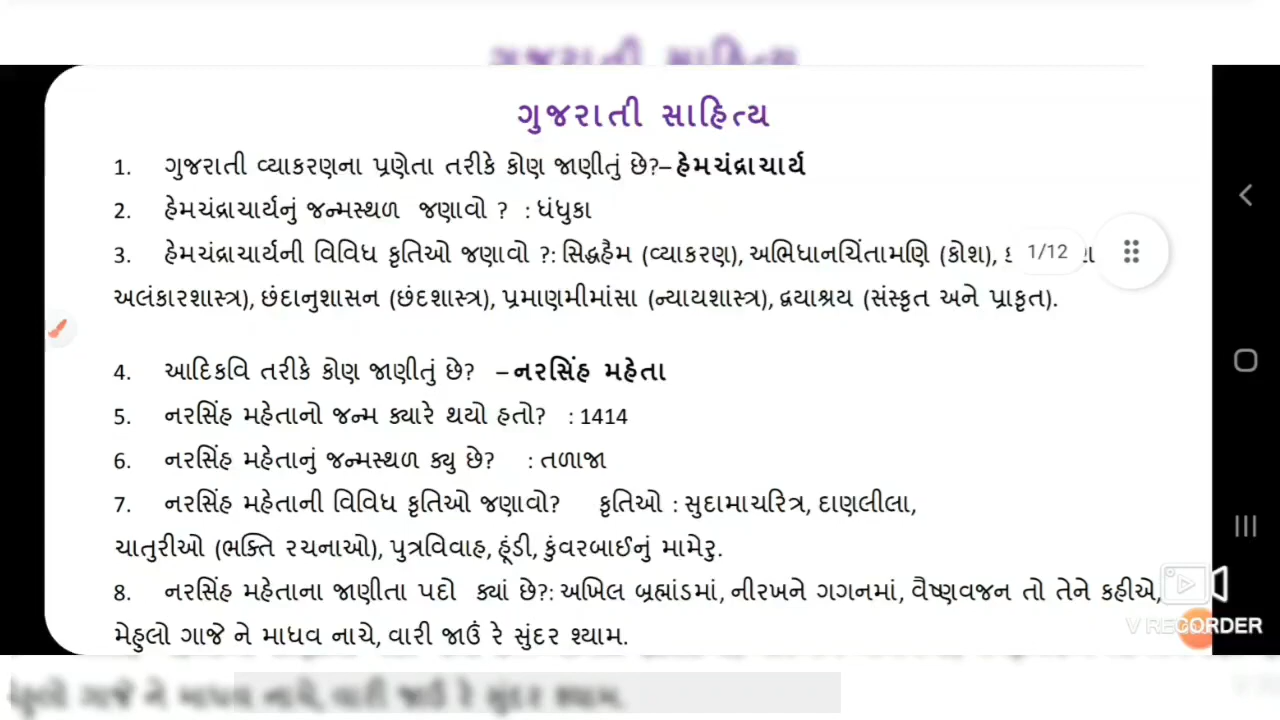 ગુજરાતી સાહિત્ય
1. ગુજરાતી વ્યાકરણના પ્રણેતા તરીકે કોણ જાણીતું છે?– હેમચંદ્રાચાર્ય
2. હેમચંદ્રાચાર્યનું જન્મસ્થળ જણાવો ? : ધંધુકા
3. હેમચંદ્રાચાર્યની વિવિધ કૃતિઓ જણાવો ?: સિદ્ધહૈમ (વ્યાકરણ), અભિધાનચિંતામણિ (કોશ),
1/12
અલંકારશાસ્ત્ર), છંદાનુશાસન (છંદશાસ્ત્ર), પ્રમાણમીમાંસા (ન્યાયશાસ્ત્ર), દ્વયાશ્રય (સંસ્કૃત અને પ્રાકૃત).
4. આદિકવિ તરીકે કોણ જાણીતું છે? – નરસિંહ મહેતા
5. નરસિંહ મહેતાનો જન્મ ક્યારે થયો હતો? : 1414
6. નરસિંહ મહેતાનું જન્મસ્થળ ક્યુ છે? : તળાજા
7. નરસિંહ મહેતાની વિવિધ કૃતિઓ જણાવો? કૃતિઓ : સુદામાચરિત્ર, દાણલીલા,
ચાતુરીઓ (ભક્તિ રચનાઓ), પુત્રવિવાહ, હૂંડી, કુંવરબાઈનું મામેરુ.
8. નરસિંહ મહેતાના જાણીતા પદો ક્યાં છે?: અખિલ બ્રહ્માંડમાં, નીરખને ગગનમાં, વૈષ્ણવજન તો તેને કહીએ,
મેહુલો ગાજે ને માધવ નાચે, વારી જાઉં રે સુંદર શ્યામ.
V RECORDER